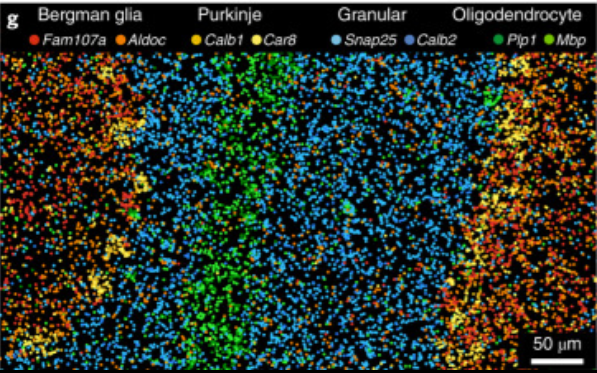 g Bergman glia Purkinje Granular Oligodendrocyte
Fam107a Aldoc Calb1 Car8 Snap25 Calb2 Plp1 Mbp
50 μm